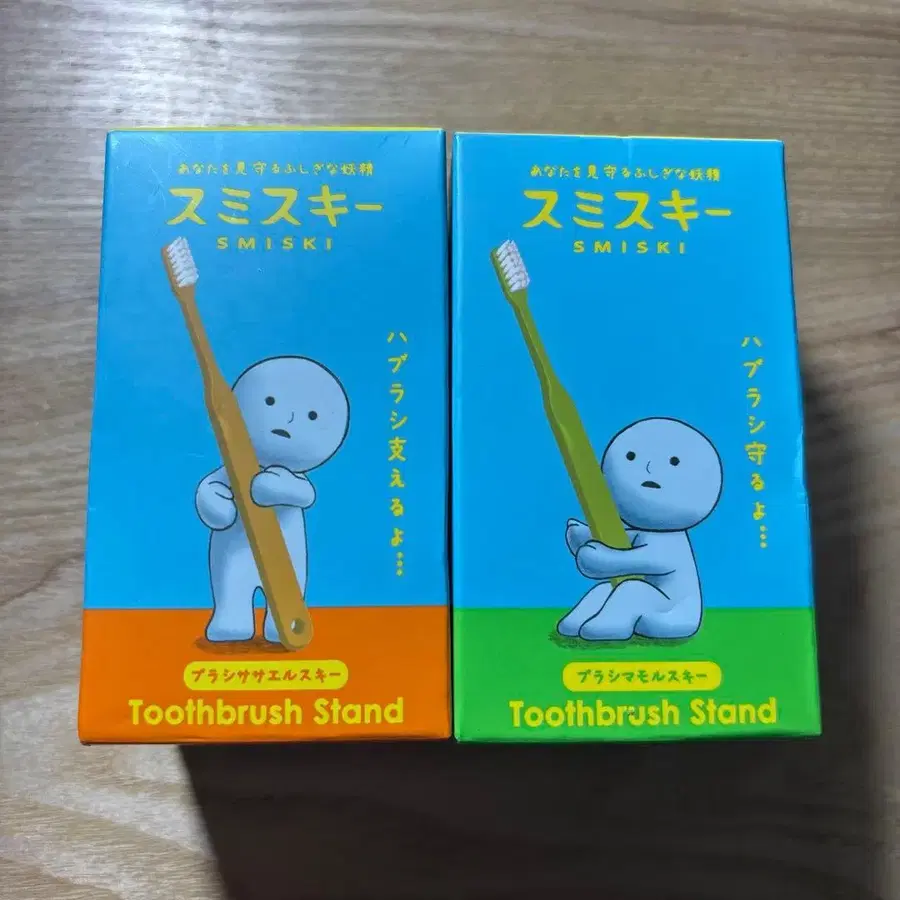 あなたを見守るふしぎな妖精
スミスキー
SMISKI
ハブラシ支えるよ…
ブラシササエルスキー
Toothbrush Stand
あなたを見守るふしぎな妖精
スミスキー
SMISKI
ハブラシ守るよ…
ブラシマモルスキー
Toothbrush Stand